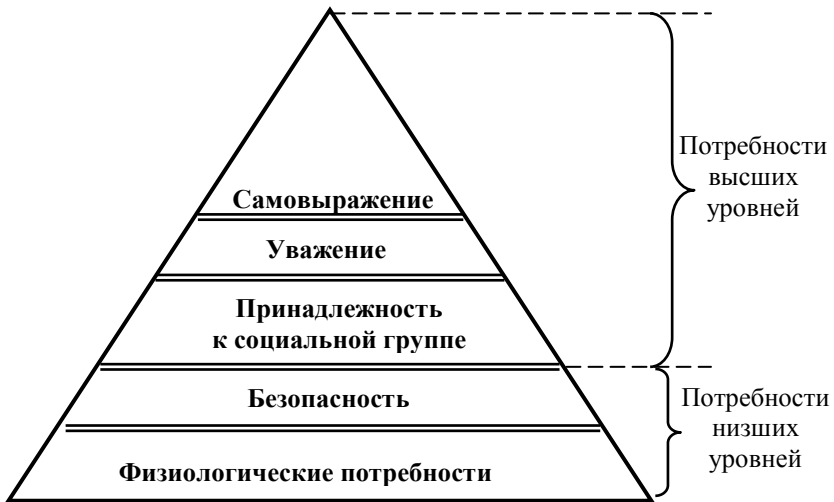 Самовыражение
Уважение
Принадлежность
к социальной группе
Безопасность
Физиологические потребности
Потребности
высших
уровней
Потребности
низших
уровней